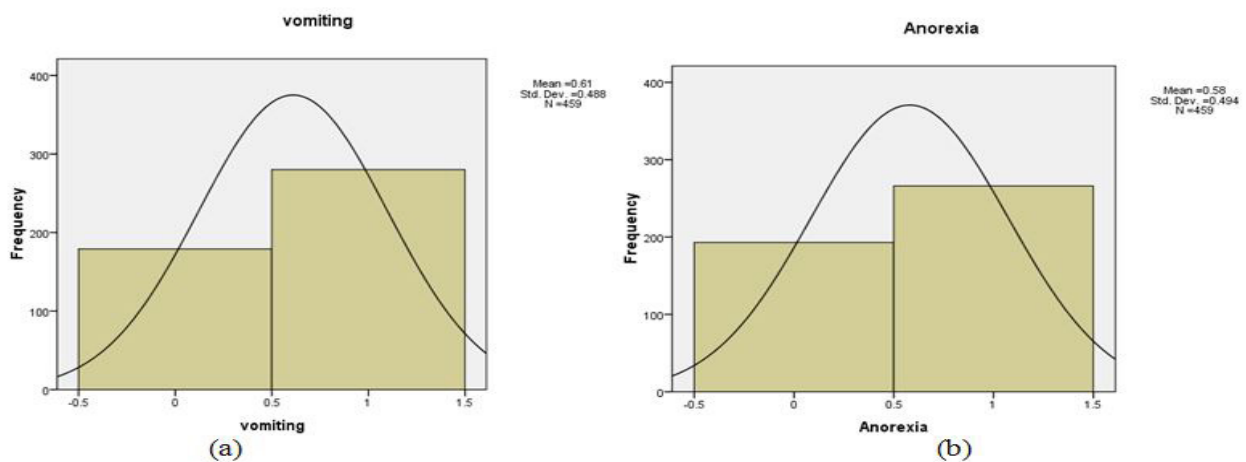 vomiting
Mean =0.61
Std. Dev. =0.488
N =459
Frequency
400
300
200
100
0
-0.5
0
0.5
1
1.5
vomiting
(a)
Anorexia
Mean =0.58
Std. Dev. =0.494
N =459
Frequency
400
300
200
100
0
-0.5
0
0.5
1
1.5
Anorexia
(b)